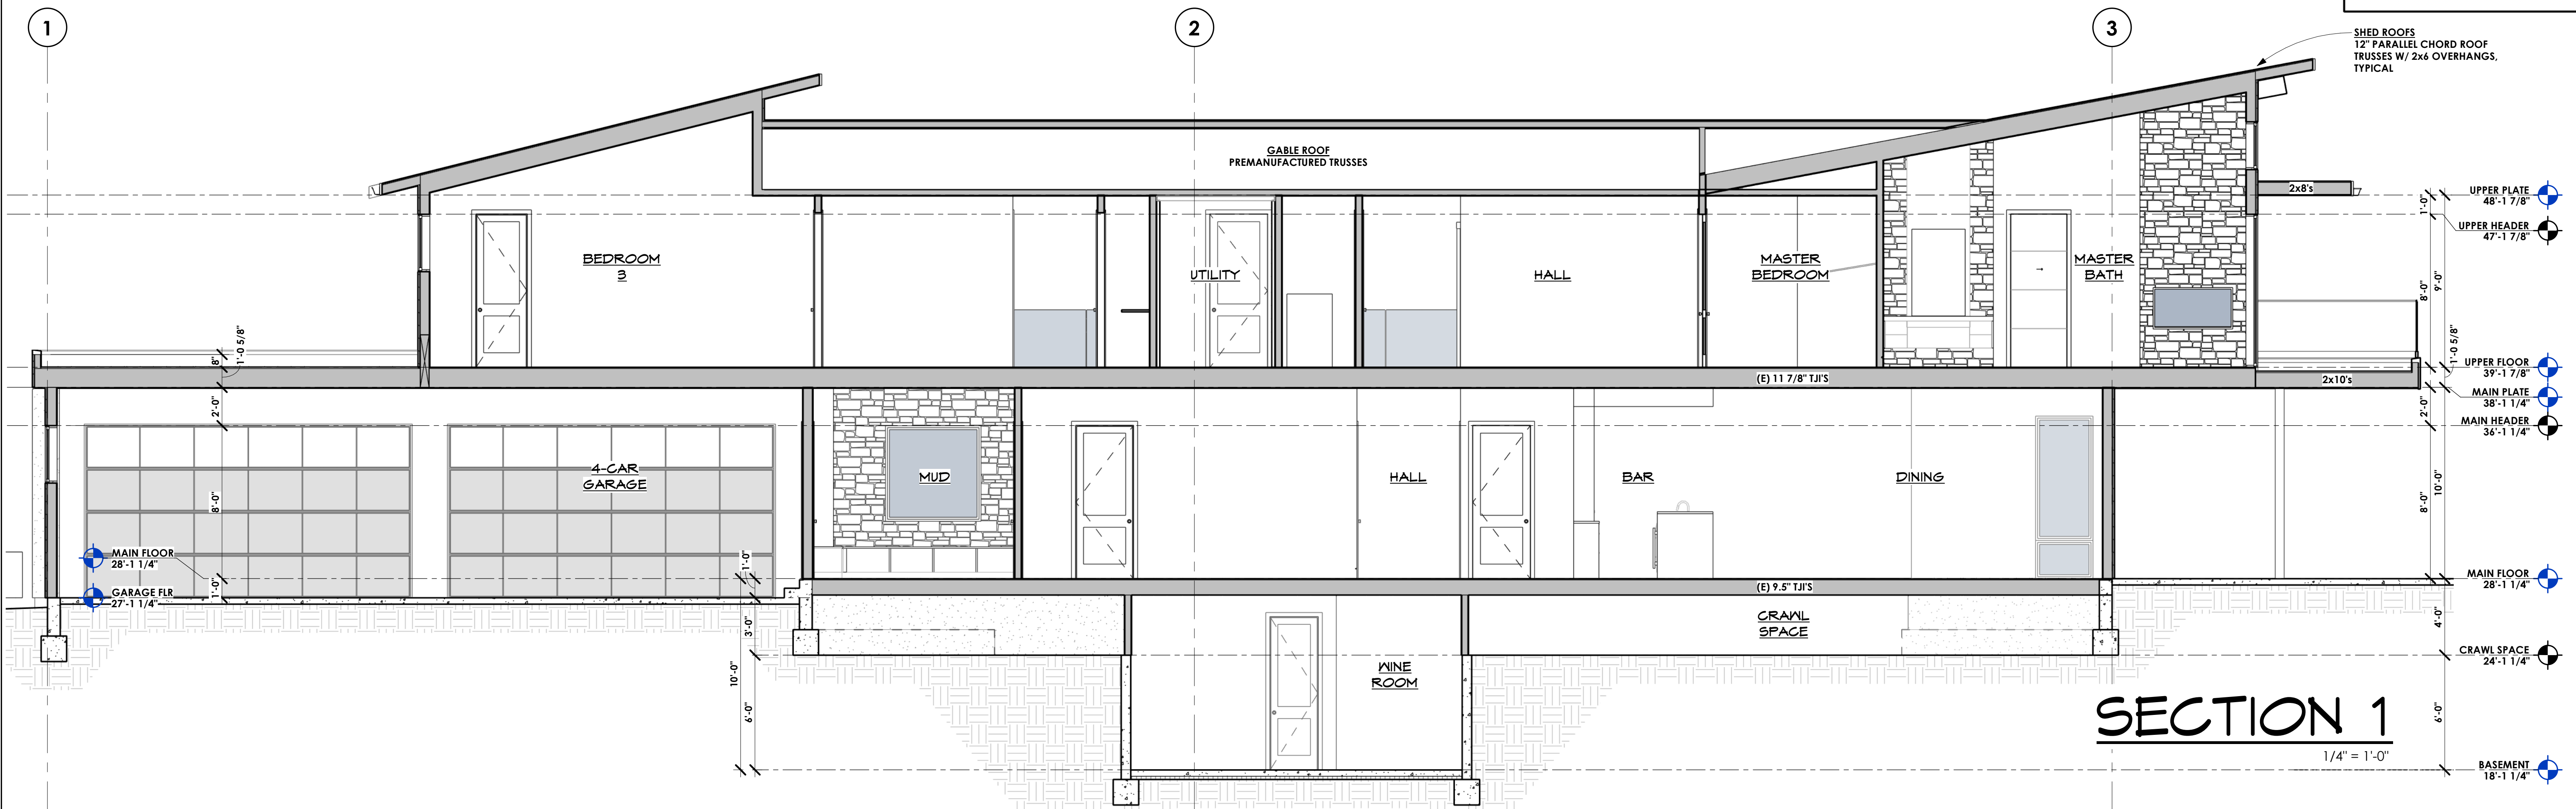 1
2
3
SHED ROOFS
12" PARALLEL CHORD ROOF
TRUSSES W/ 2x6 OVERHANGS,
TYPICAL
GABLE ROOF
PREMANUFACTURED TRUSSES
2x8's
UPPER PLATE
48'-1 7/8"
1'-0"
UPPER HEADER
47'-1 7/8"
BEDROOM
3
UTILITY
HALL
MASTER
BEDROOM
MASTER
BATH
8'-0"
9'-0"
8"
1'-0 5/8"
1'-0 5/8"
UPPER FLOOR
39'-1 7/8"
(E) 11 7/8" TJI'S
2x10's
MAIN PLATE
38'-1 1/4"
2'-0"
2'-0"
MAIN HEADER
36'-1 1/4"
4-CAR
GARAGE
MUD
HALL
BAR
DINING
8'-0"
8'-0"
10'-0"
MAIN FLOOR
28'-1 1/4"
1'-0"
1'-0"
GARAGE FLR
27'-1 1/4"
(E) 9.5" TJI'S
MAIN FLOOR
28'-1 1/4"
3'-0"
CRAWL
SPACE
4'-0"
10'-0"
WINE
ROOM
CRAWL SPACE
24'-1 1/4"
6'-0"
6'-0"
SECTION 1
1/4" = 1'-0"
BASEMENT
18'-1 1/4"